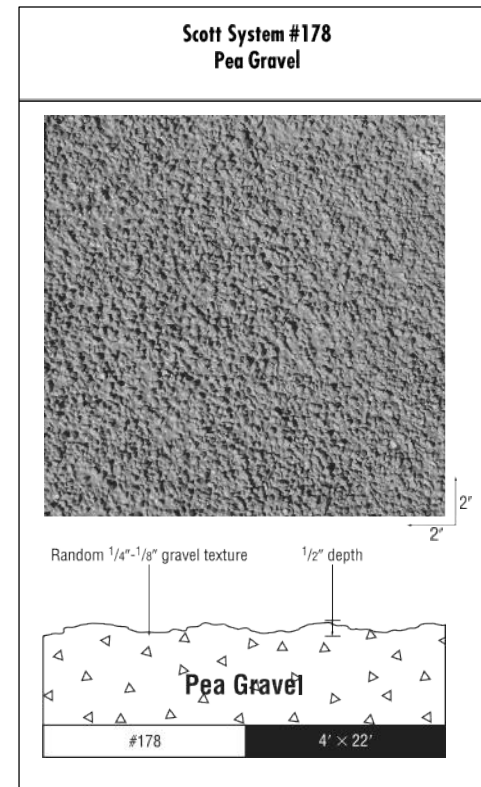 Scott System #178
Pea Gravel
2″
2″
Random 1/4″-1/8″ gravel texture
1/2″ depth
Pea Gravel
#178
4′ × 22′